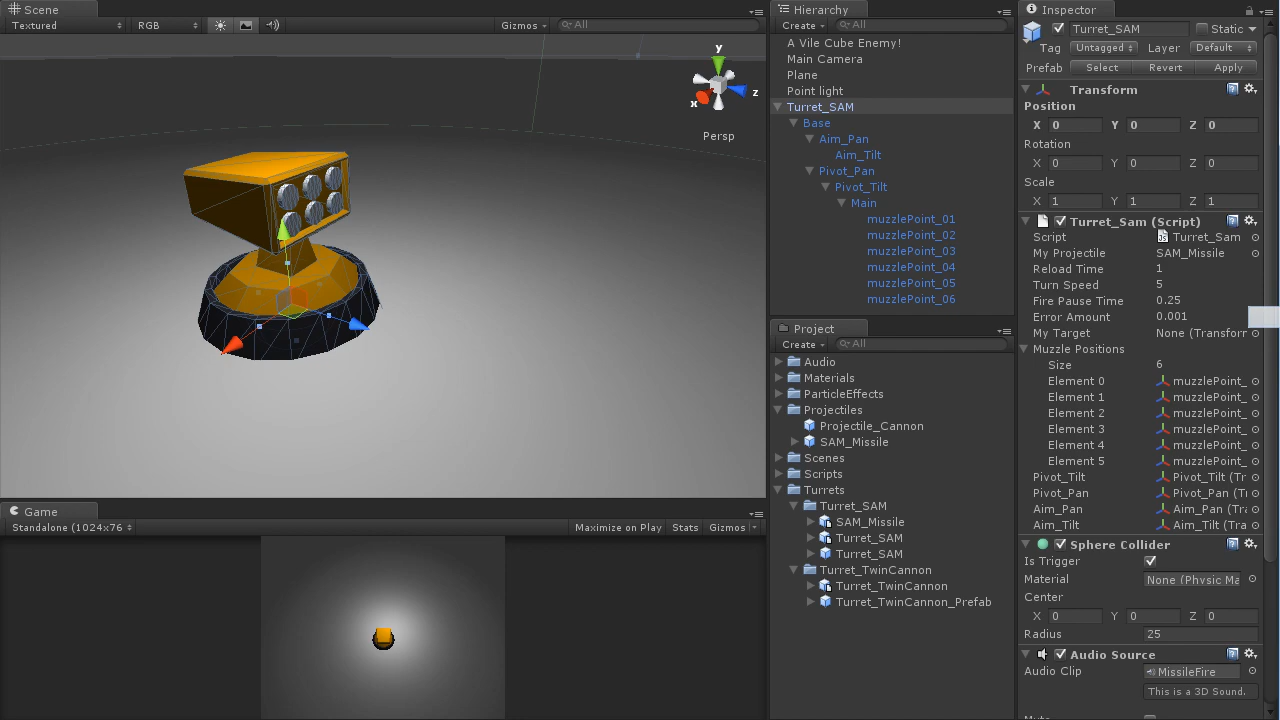 Scene
Textured RGB Gizmos All
y
z
x
Persp
Game
Standalone (1024x76 Maximize on Play Stats Gizmos
Hierarchy
Create All
A Vile Cube Enemy!
Main Camera
Plane
Point light
Turret_SAM
Base
Aim_Pan
Aim_Tilt
Pivot_Pan
Pivot_Tilt
Main
muzzlePoint_01
muzzlePoint_02
muzzlePoint_03
muzzlePoint_04
muzzlePoint_05
muzzlePoint_06
Project
Create All
Audio
Materials
ParticleEffects
Projectiles
Projectile_Cannon
SAM_Missile
Scenes
Scripts
Turrets
Turret_SAM
SAM_Missile
Turret_SAM
Turret_SAM
Turret_TwinCannon
Turret_TwinCannon
Turret_TwinCannon_Prefab
Inspector
Turret_SAM Static
Tag Untagged Layer Default
Prefab Select Revert Apply
Transform
Position
X 0 Y 0 Z 0
Rotation
X 0 Y 0 Z 0
Scale
X 1 Y 1 Z 1
Turret_Sam (Script)
Script Turret_Sam
My Projectile SAM_Missile
Reload Time 1
Turn Speed 5
Fire Pause Time 0.25
Error Amount 0.001
My Target None (Transforr
Muzzle Positions
Size 6
Element 0 muzzlePoint_
Element 1 muzzlePoint_
Element 2 muzzlePoint_
Element 3 muzzlePoint_
Element 4 muzzlePoint_
Element 5 muzzlePoint_
Pivot_Tilt Pivot_Tilt (Tr
Pivot_Pan Pivot_Pan (Tr
Aim_Pan Aim_Pan (Tra
Aim_Tilt Aim_Tilt (Tra
Sphere Collider
Is Trigger
Material None (Physic Ma
Center
X 0 Y 0 Z 0
Radius 25
Audio Source
Audio Clip MissileFire
This is a 3D Sound.